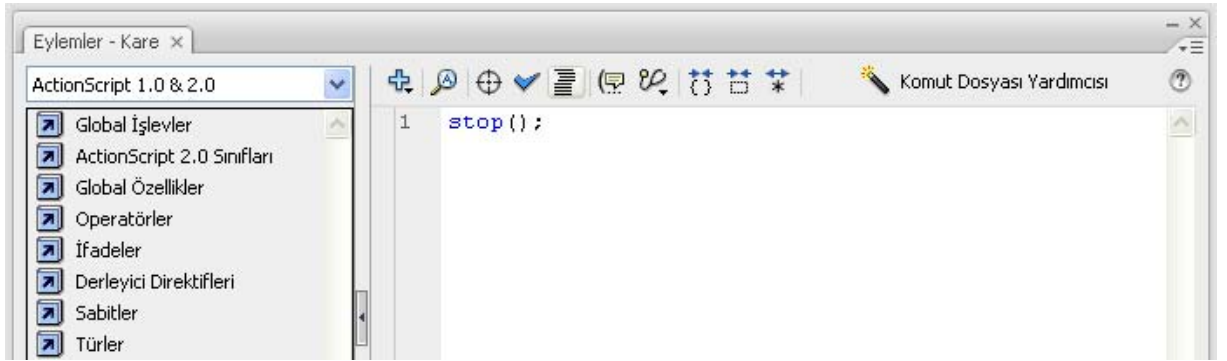 Eylemler - Kare
ActionScript 1.0 & 2.0
Komut Dosyası Yardımcısı
Global İşlevler
ActionScript 2.0 Sınıfları
Global Özellikler
Operatörler
İfadeler
Derleyici Direktifleri
Sabitler
Türler
1 stop();